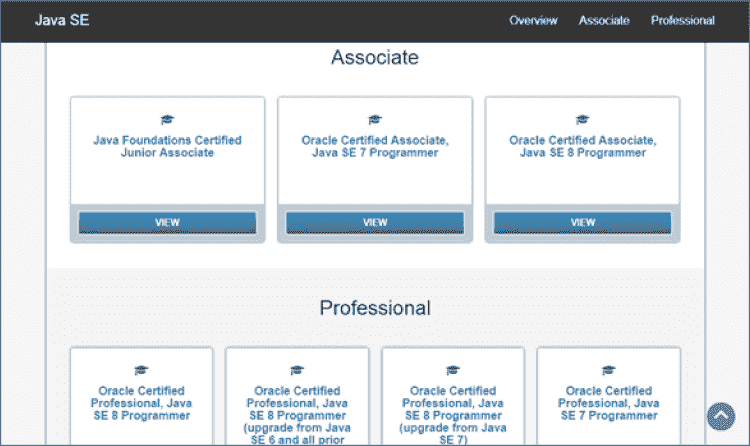 Java SE
Overview Associate Professional
Associate
Java Foundations Certified
Junior Associate
Oracle Certified Associate,
Java SE 7 Programmer
Oracle Certified Associate,
Java SE 8 Programmer
VIEW
VIEW
VIEW
Professional
Oracle Certified
Professional, Java
SE 8 Programmer
Oracle Certified
Professional, Java
SE 8 Programmer
(upgrade from Java
SE 6 and all prior
Oracle Certified
Professional, Java
SE 8 Programmer
(upgrade from Java
SE 7)
Oracle Certified
Professional, Java
SE 7 Programmer